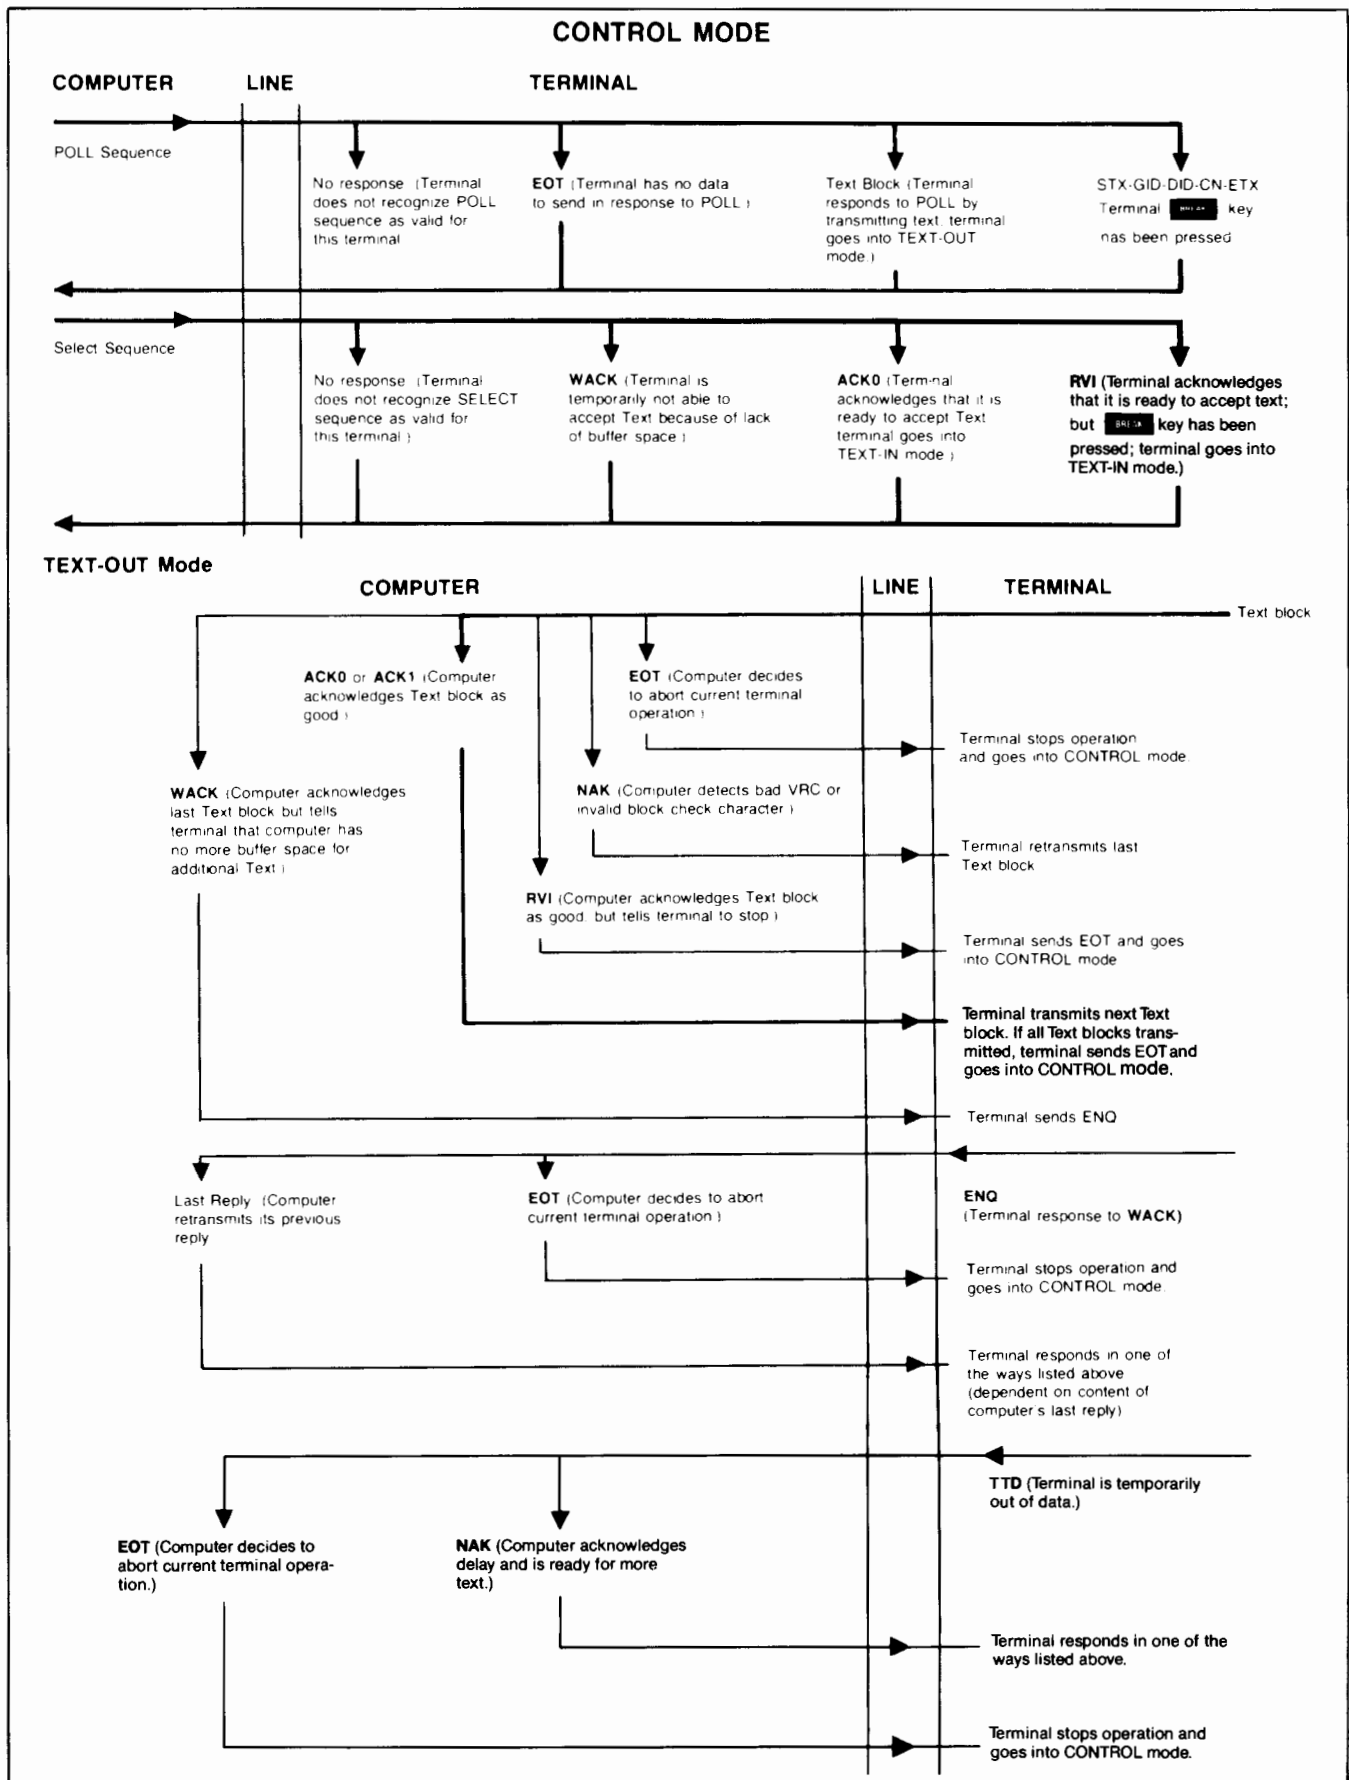 CONTROL MODE
COMPUTER LINE TERMINAL
POLL Sequence
No response (Terminal
does not recognize POLL
sequence as valid for
this terminal
EOT (Terminal has no data
to send in response to POLL)
Text Block (Terminal
responds to POLL by
transmitting text, terminal
goes into TEXT-OUT
mode.)
STX-GID-DID-CN-ETX
Terminal BREAK key
has been pressed
Select Sequence
No response (Terminal
does not recognize SELECT
sequence as valid for
this terminal)
WACK (Terminal is
temporarily not able to
accept Text because of lack
of buffer space)
ACK0 (Terminal
acknowledges that it is
ready to accept Text
terminal goes into
TEXT-IN mode)
RVI (Terminal acknowledges
that it is ready to accept text;
but BREAK key has been
pressed; terminal goes into
TEXT-IN mode.)
TEXT-OUT Mode
COMPUTER LINE TERMINAL
Text block
ACK0 or ACK1 (Computer
acknowledges Text block as
good)
EOT (Computer decides
to abort current terminal
operation)
Terminal stops operation
and goes into CONTROL mode.
WACK (Computer acknowledges
last Text block but tells
terminal that computer has
no more buffer space for
additional Text)
NAK (Computer detects bad VRC or
invalid block check character)
Terminal retransmits last
Text block
RVI (Computer acknowledges Text block
as good, but tells terminal to stop)
Terminal sends EOT and goes
into CONTROL mode
Terminal transmits next Text
block. If all Text blocks trans-
mitted, terminal sends EOT and
goes into CONTROL mode.
Terminal sends ENQ
Last Reply (Computer
retransmits its previous
reply
EOT (Computer decides to abort
current terminal operation)
ENQ
(Terminal response to WACK)
Terminal stops operation and
goes into CONTROL mode.
Terminal responds in one of
the ways listed above
(dependent on content of
computer's last reply)
TTD (Terminal is temporarily
out of data.)
EOT (Computer decides to
abort current terminal opera-
tion.)
NAK (Computer acknowledges
delay and is ready for more
text.)
Terminal responds in one of the
ways listed above.
Terminal stops operation and
goes into CONTROL mode.